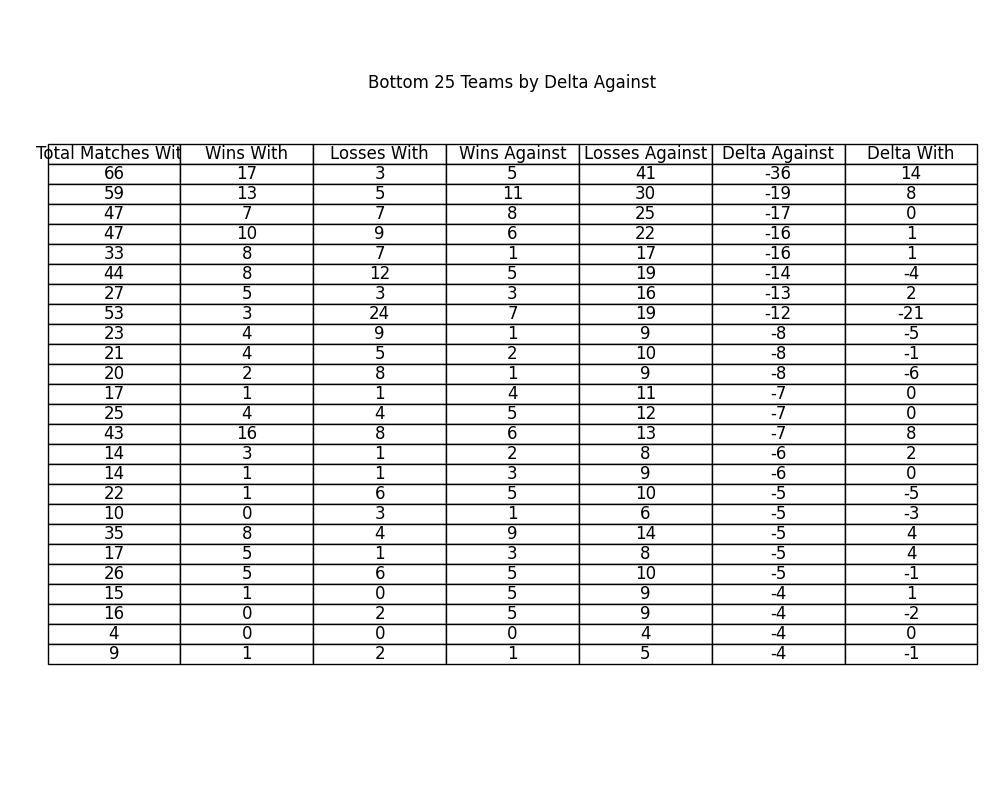 Bottom 25 Teams by Delta Against
Total Matches Wit Wins With Losses With Wins Against Losses Against Delta Against Delta With
66 17 3 5 41 -36 14
59 13 5 11 30 -19 8
47 7 7 8 25 -17 0
47 10 9 6 22 -16 1
33 8 7 1 17 -16 1
44 8 12 5 19 -14 -4
27 5 3 3 16 -13 2
53 3 24 7 19 -12 -21
23 4 9 1 9 -8 -5
21 4 5 2 10 -8 -1
20 2 8 1 9 -8 -6
17 1 1 4 11 -7 0
25 4 4 5 12 -7 0
43 16 8 6 13 -7 8
14 3 1 2 8 -6 2
14 1 1 3 9 -6 0
22 1 6 5 10 -5 -5
10 0 3 1 6 -5 -3
35 8 4 9 14 -5 4
17 5 1 3 8 -5 4
26 5 6 5 10 -5 -1
15 1 0 5 9 -4 1
16 0 2 5 9 -4 -2
4 0 0 0 4 -4 0
9 1 2 1 5 -4 -1